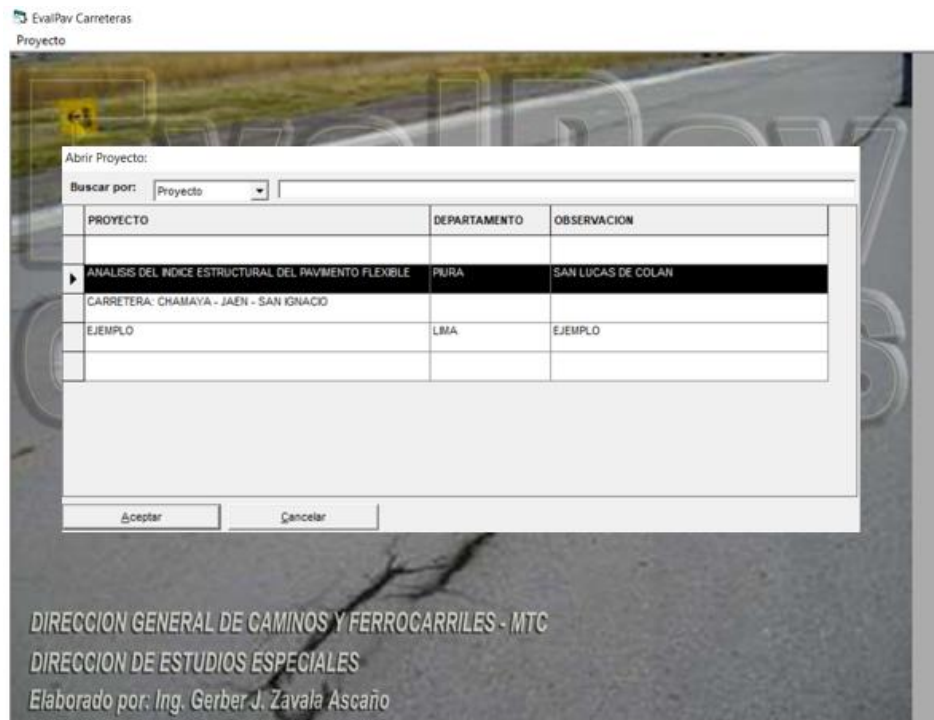 EvalPav Carreteras
Proyecto
EvalPav
Abrir Proyecto:
Buscar por: Proyecto
PROYECTO DEPARTAMENTO OBSERVACION
ANALISIS DEL INDICE ESTRUCTURAL DEL PAVIMENTO FLEXIBLE PIURA SAN LUCAS DE COLAN
CARRETERA: CHAMAYA - JAEN - SAN IGNACIO
EJEMPLO LIMA EJEMPLO
Aceptar Cancelar
DIRECCION GENERAL DE CAMINOS Y FERROCARRILES - MTC
DIRECCION DE ESTUDIOS ESPECIALES
Elaborado por: Ing. Gerber J. Zavala Ascaño